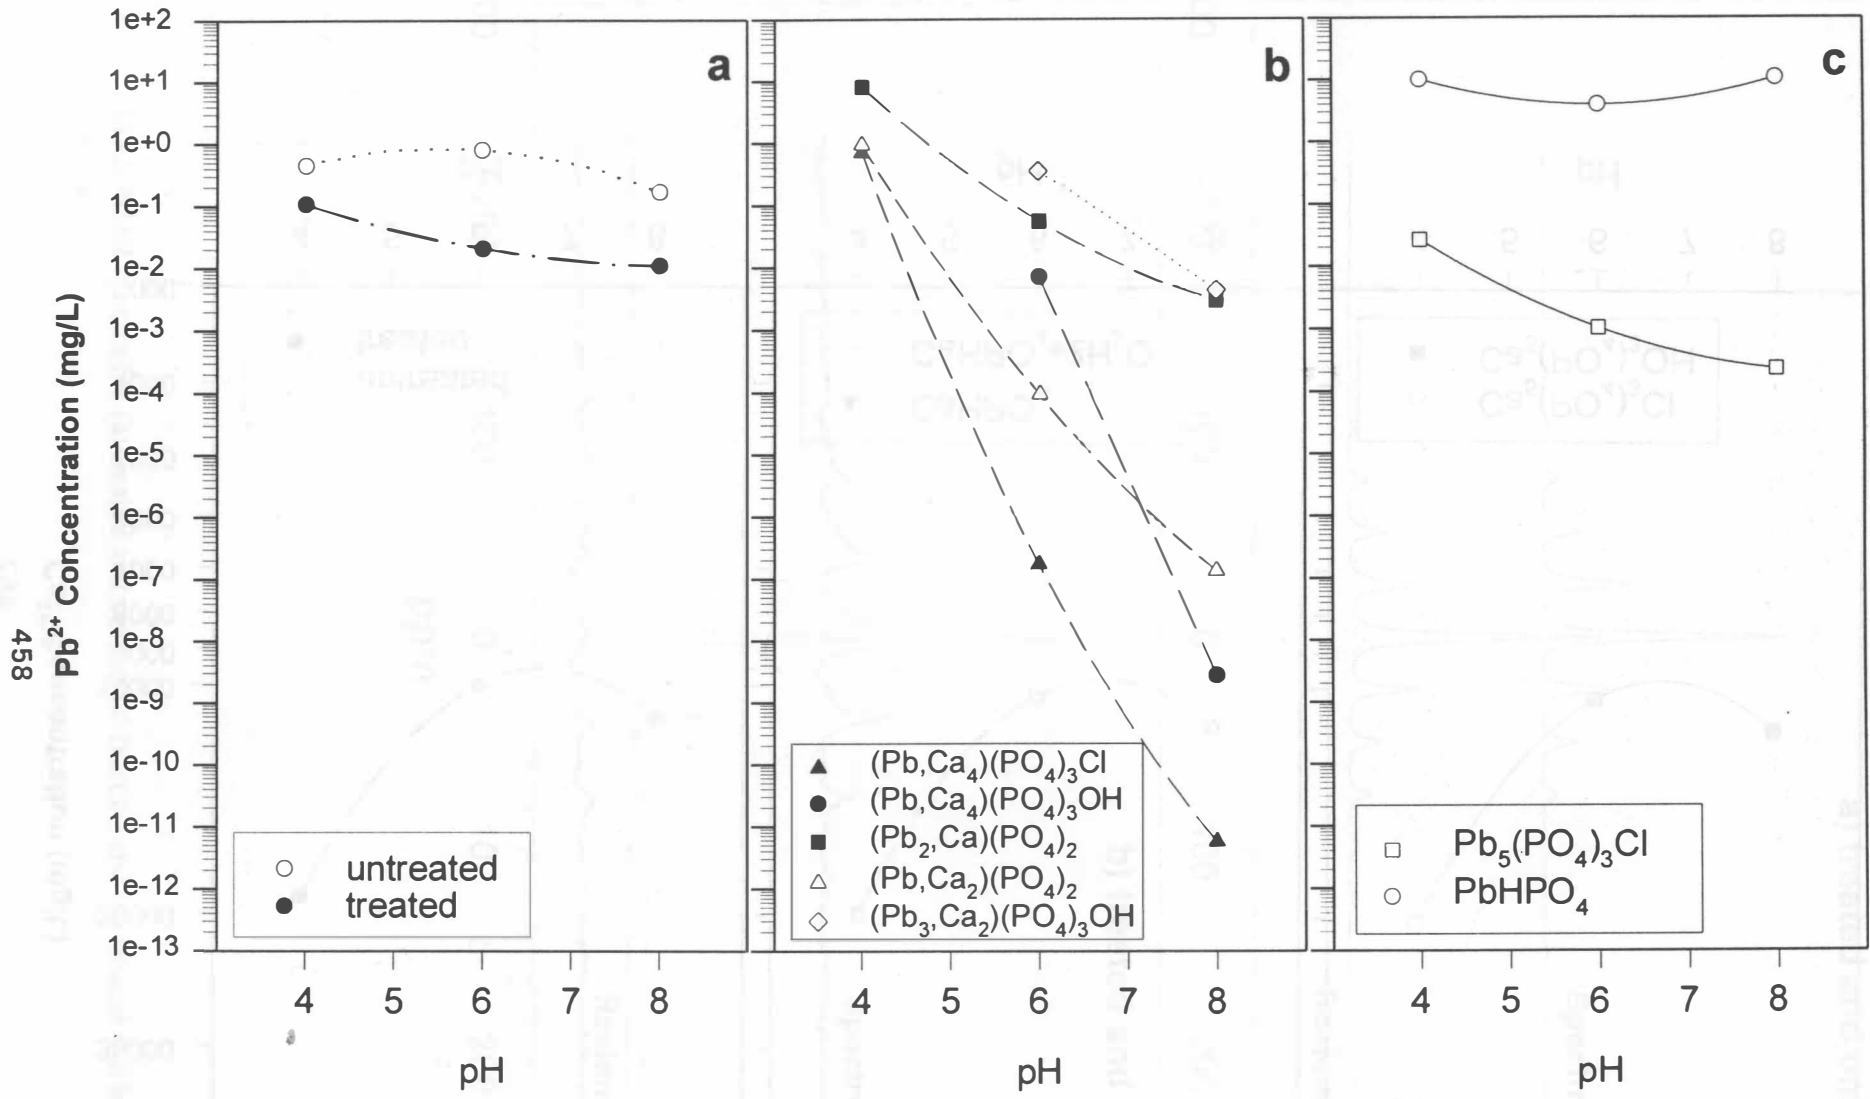 1e+2
1e+1
1e+0
1e-1
1e-2
1e-3
1e-4
1e-5
1e-6
1e-7
1e-8
1e-9
1e-10
1e-11
1e-12
1e-13
Pb²⁺ Concentration (mg/L)
458
a
untreated
treated
4 5 6 7 8
pH
b
(Pb,Ca₄)(PO₄)₃Cl
(Pb,Ca₄)(PO₄)₃OH
(Pb₂,Ca)(PO₄)₂
(Pb,Ca₂)(PO₄)₂
(Pb₃,Ca₂)(PO₄)₃OH
4 5 6 7 8
pH
c
Pb₅(PO₄)₃Cl
PbHPO₄
4 5 6 7 8
pH